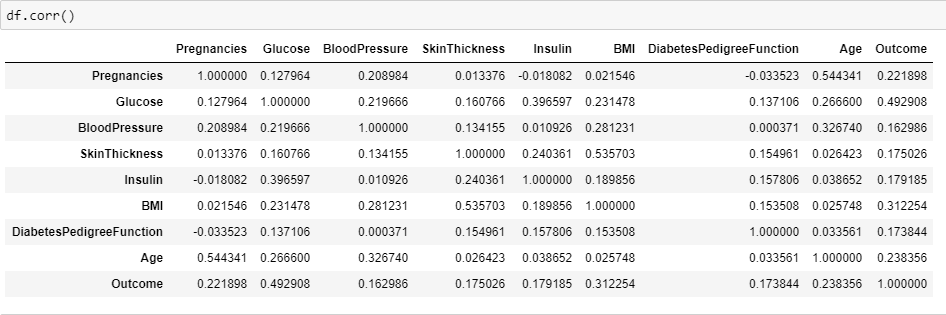 df.corr()
Pregnancies Glucose BloodPressure SkinThickness Insulin BMI DiabetesPedigreeFunction Age Outcome
Pregnancies 1.000000 0.127964 0.208984 0.013376 -0.018082 0.021546 -0.033523 0.544341 0.221898
Glucose 0.127964 1.000000 0.219666 0.160766 0.396597 0.231478 0.137106 0.266600 0.492908
BloodPressure 0.208984 0.219666 1.000000 0.134155 0.010926 0.281231 0.000371 0.326740 0.162986
SkinThickness 0.013376 0.160766 0.134155 1.000000 0.240361 0.535703 0.154961 0.026423 0.175026
Insulin -0.018082 0.396597 0.010926 0.240361 1.000000 0.189856 0.157806 0.038652 0.179185
BMI 0.021546 0.231478 0.281231 0.535703 0.189856 1.000000 0.153508 0.025748 0.312254
DiabetesPedigreeFunction -0.033523 0.137106 0.000371 0.154961 0.157806 0.153508 1.000000 0.033561 0.173844
Age 0.544341 0.266600 0.326740 0.026423 0.038652 0.025748 0.033561 1.000000 0.238356
Outcome 0.221898 0.492908 0.162986 0.175026 0.179185 0.312254 0.173844 0.238356 1.000000